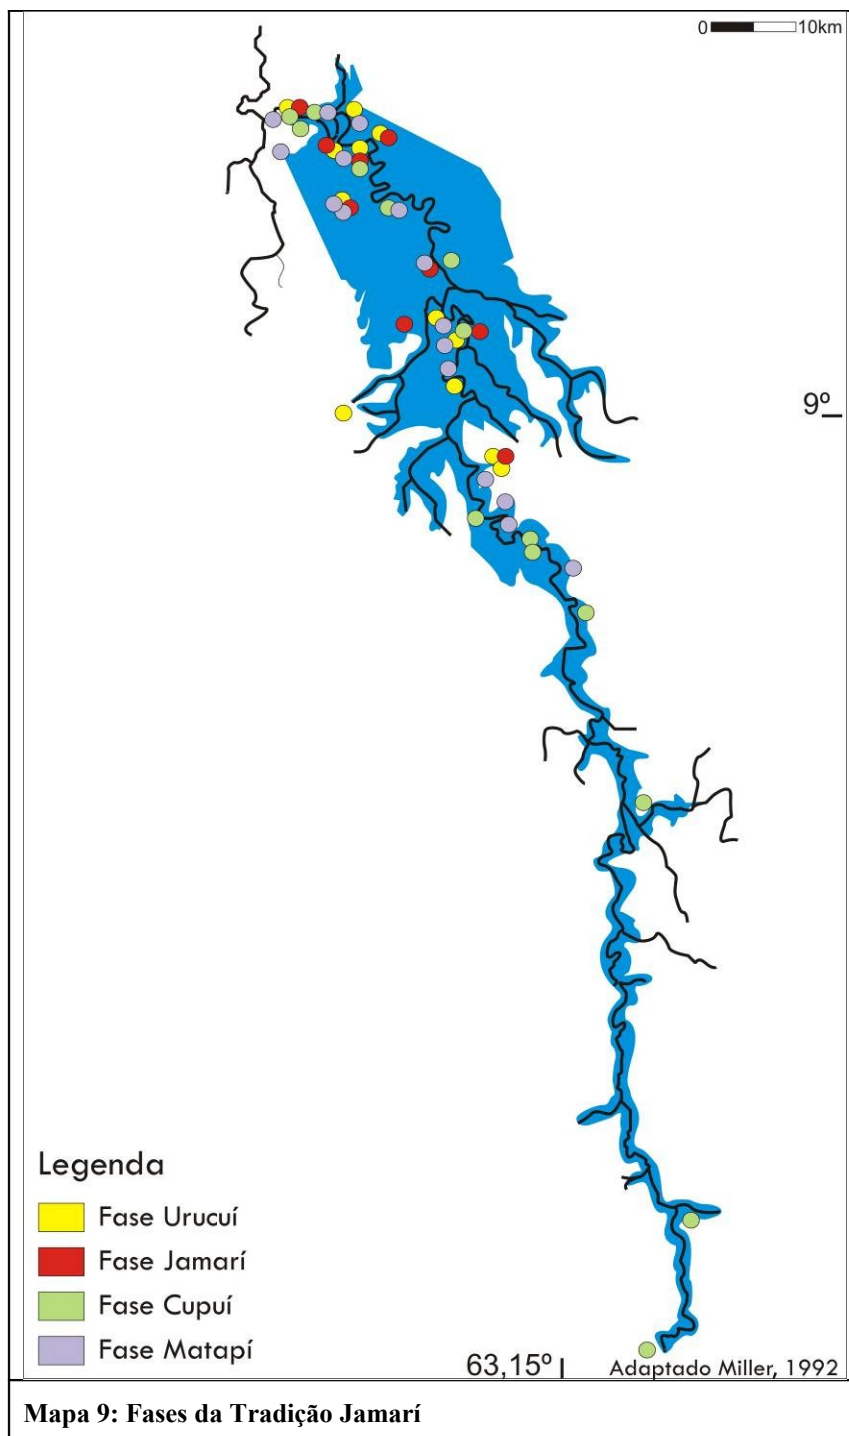 0 10km
9º
Legenda
Fase Urucuí
Fase Jamarí
Fase Cupuí
Fase Matapí
63,15º Adaptado Miller, 1992
Mapa 9: Fases da Tradição Jamarí